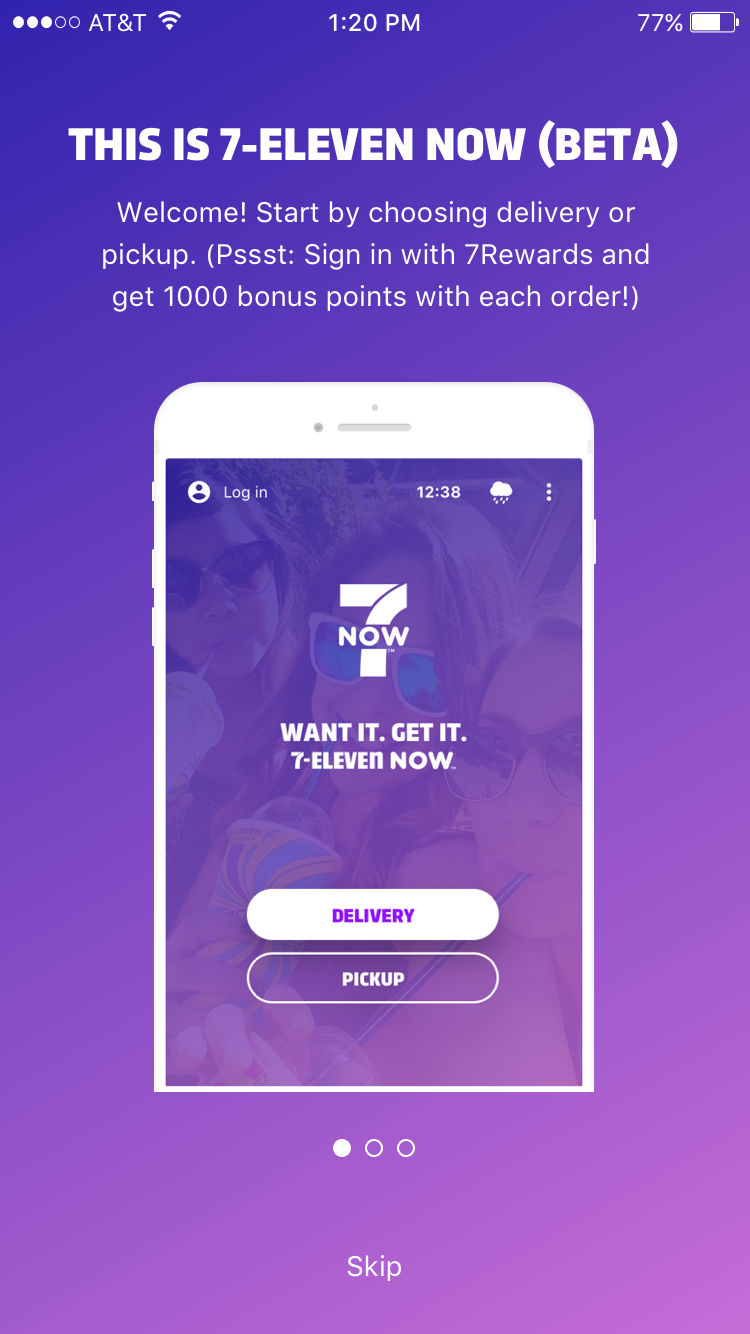 AT&T 1:20 PM 77%
THIS IS 7-ELEVEN NOW (BETA)
Welcome! Start by choosing delivery or
pickup. (Pssst: Sign in with 7Rewards and
get 1000 bonus points with each order!)
Log in 12:38
7
NOW™
WANT IT. GET IT.
7-ELEVEn NOW™
DELIVERY
PICKUP
Skip